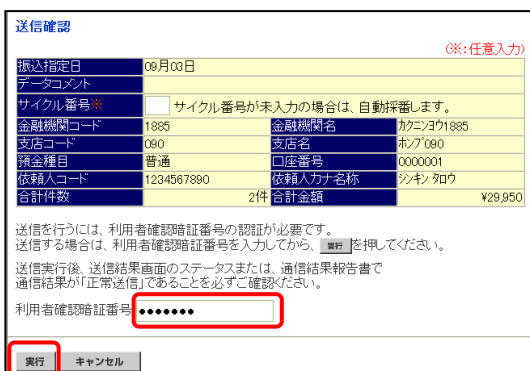 送信確認
(※:任意入力)
振込指定日 09月03日
データコメント
サイクル番号※ サイクル番号が未入力の場合は、自動採番します。
金融機関コード 1885 金融機関名 カクニンヨウ1885
支店コード 090 支店名 ホンブ090
預金種目 普通 口座番号 0000001
依頼人コード 1234567890 依頼人カナ名称 シンキン タロウ
合計件数 2件 合計金額 ¥29,950
送信を行うには、利用者確認暗証番号の認証が必要です。
送信する場合は、利用者確認暗証番号を入力してから、 実行 を押してください。
送信実行後、送信結果画面のステータスまたは、通信結果報告書で
通信結果が「正常送信」であることを必ずご確認ください。
利用者確認暗証番号 ●●●●●●●
実行 キャンセル